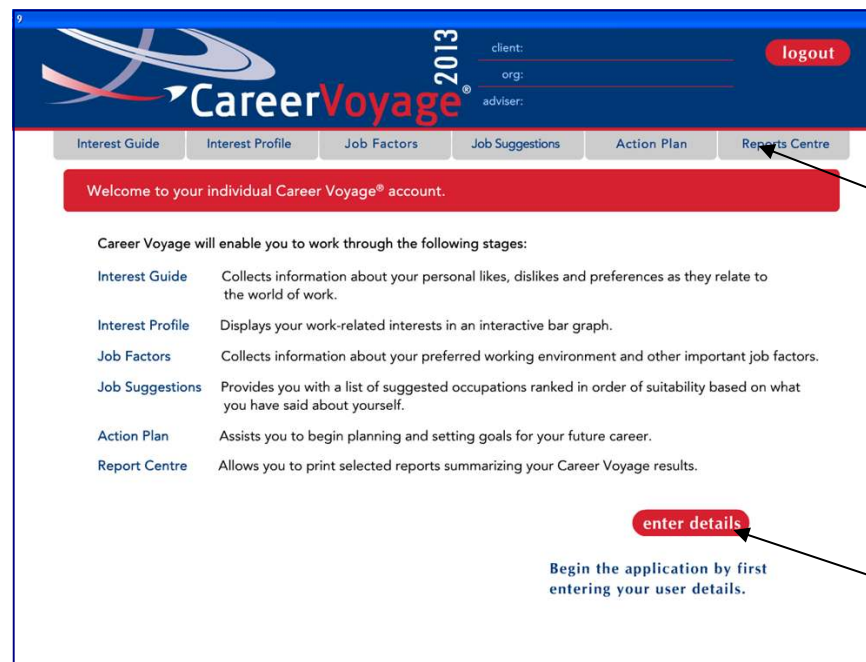 9
CareerVoyage® 2013
client:
org:
adviser:
logout
Interest Guide Interest Profile Job Factors Job Suggestions Action Plan Reports Centre
Welcome to your individual Career Voyage® account.
Career Voyage will enable you to work through the following stages:
Interest Guide Collects information about your personal likes, dislikes and preferences as they relate to
the world of work.
Interest Profile Displays your work-related interests in an interactive bar graph.
Job Factors Collects information about your preferred working environment and other important job factors.
Job Suggestions Provides you with a list of suggested occupations ranked in order of suitability based on what
you have said about yourself.
Action Plan Assists you to begin planning and setting goals for your future career.
Report Centre Allows you to print selected reports summarizing your Career Voyage results.
enter details
Begin the application by first
entering your user details.